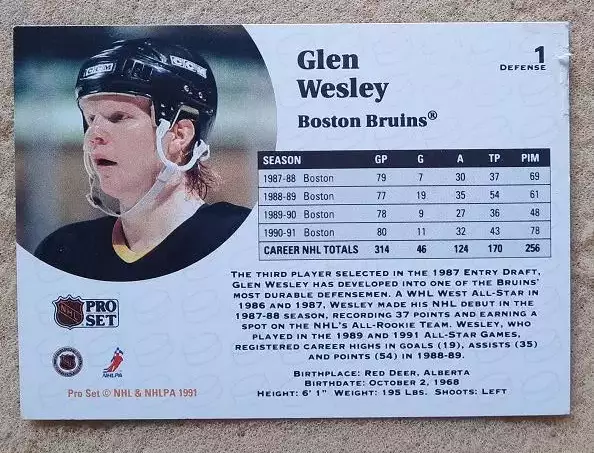 Glen
Wesley
Boston Bruins®
1
DEFENSE
CCM
SEASON GP G A TP PIM
1987-88 Boston 79 7 30 37 69
1988-89 Boston 77 19 35 54 61
1989-90 Boston 78 9 27 36 48
1990-91 Boston 80 11 32 43 78
CAREER NHL TOTALS 314 46 124 170 256
THE THIRD PLAYER SELECTED IN THE 1987 ENTRY DRAFT,
GLEN WESLEY HAS DEVELOPED INTO ONE OF THE BRUINS'
MOST DURABLE DEFENSEMEN. A WHL WEST ALL-STAR IN
1986 AND 1987, WESLEY MADE HIS NHL DEBUT IN THE
1987-88 SEASON, RECORDING 37 POINTS AND EARNING A
SPOT ON THE NHL'S ALL-ROOKIE TEAM. WESLEY, WHO
PLAYED IN THE 1989 AND 1991 ALL-STAR GAMES,
REGISTERED CAREER HIGHS IN GOALS (19), ASSISTS (35)
AND POINTS (54) IN 1988-89.
BIRTHPLACE: RED DEER, ALBERTA
BIRTHDATE: OCTOBER 2, 1968
HEIGHT: 6' 1" WEIGHT: 195 LBS. SHOOTS: LEFT
NHL
PRO
SET
NHLPA
Pro Set © NHL & NHLPA 1991